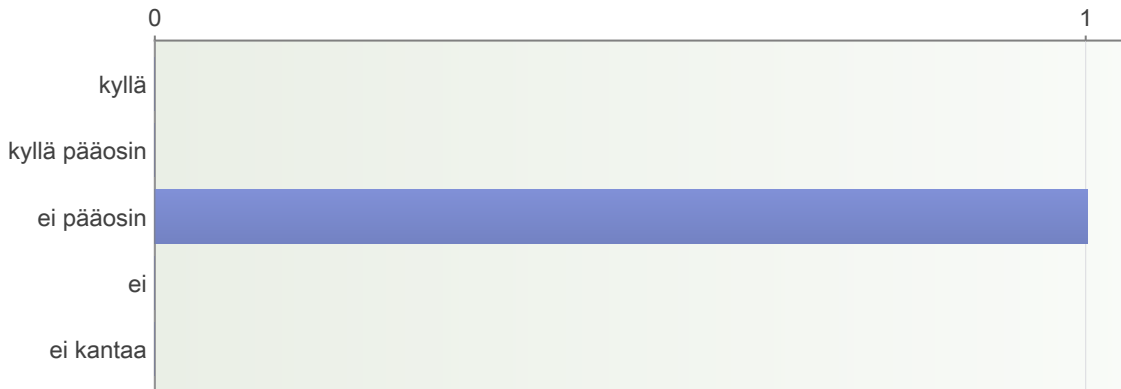 0 1
kyllä
kyllä pääosin
ei pääosin
ei
ei kantaa